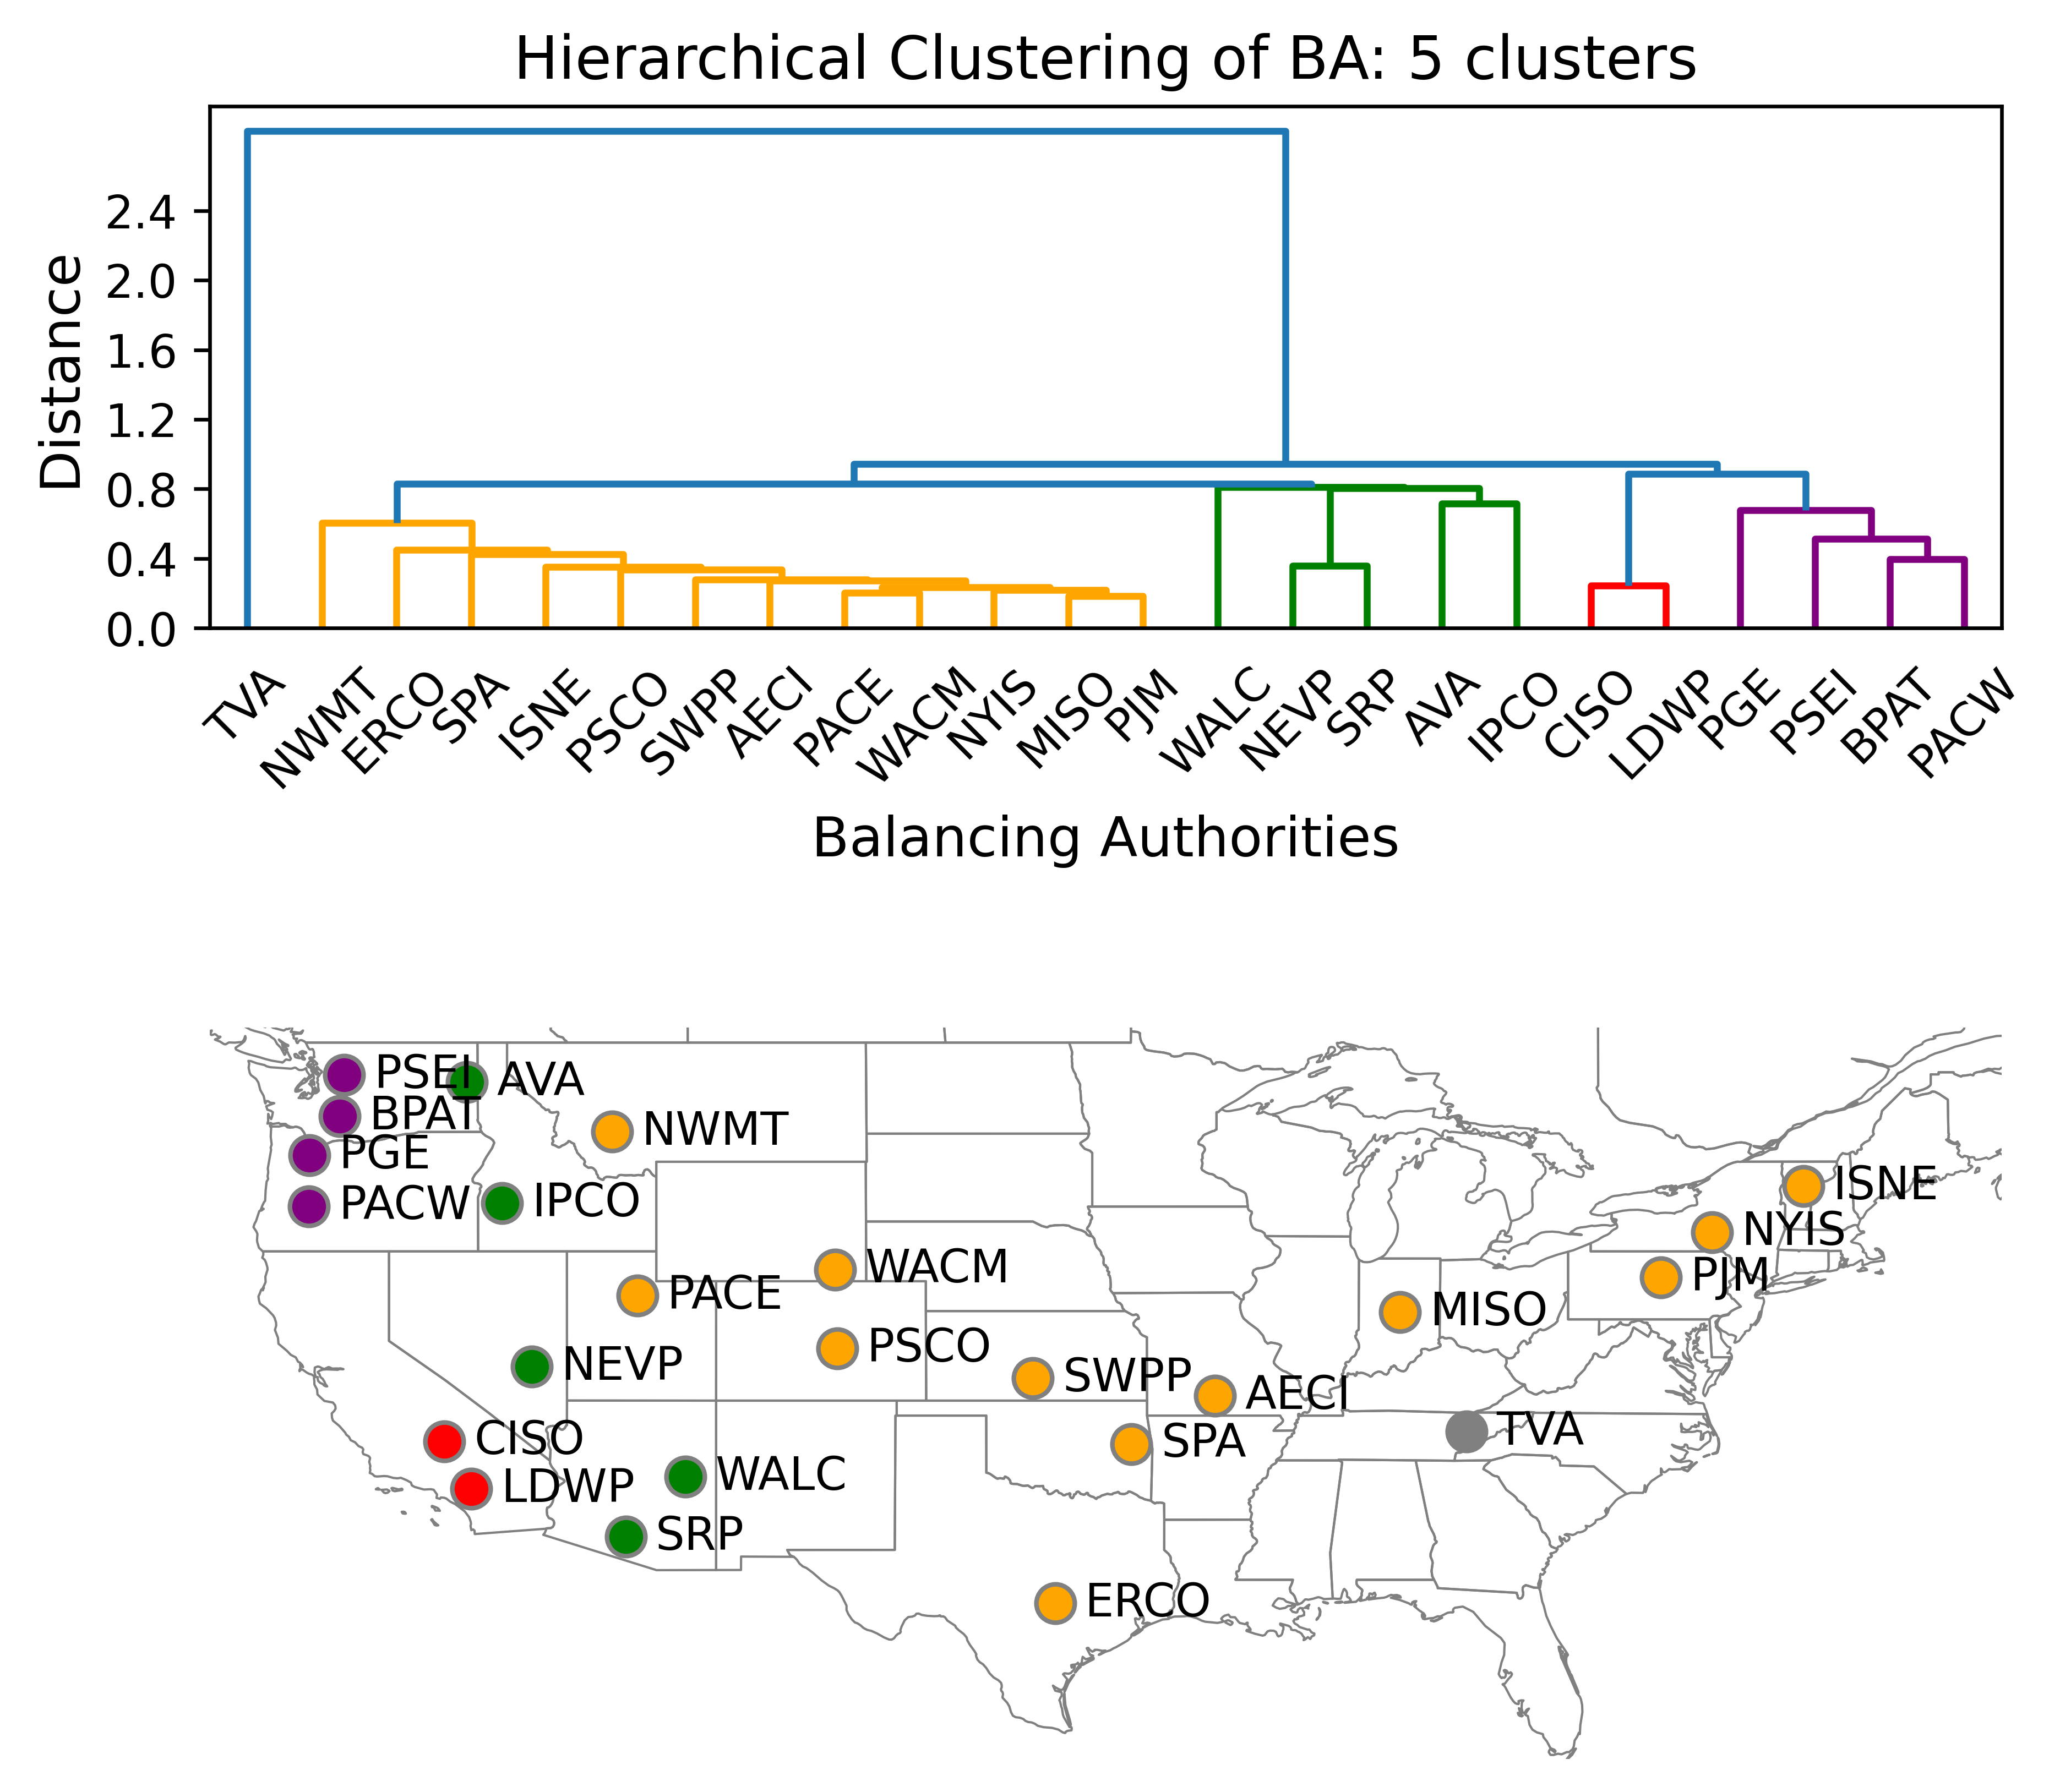 Hierarchical Clustering of BA: 5 clusters
2.4
2.0
1.6
1.2
0.8
0.4
0.0
Distance
TVA
NWMT
ERCO
SPA
ISNE
PSCO
SWPP
AECI
PACE
WACM
NYIS
MISO
PJM
WALC
NEVP
SRP
AVA
IPCO
CISO
LDWP
PGE
PSEI
BPAT
PACW
Balancing Authorities
PSEI
AVA
BPAT
NWMT
PGE
ISNE
PACW
IPCO
NYIS
WACM
PJM
PACE
MISO
PSCO
NEVP
SWPP
AECI
TVA
CISO
SPA
WALC
LDWP
SRP
ERCO